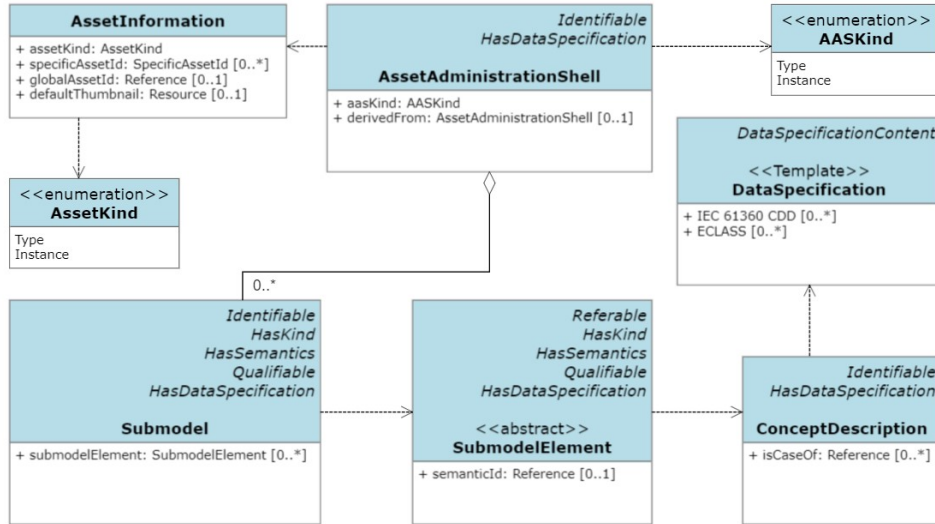 AssetInformation
+ assetKind: AssetKind
+ specificAssetId: SpecificAssetId [0..*]
+ globalAssetId: Reference [0..1]
+ defaultThumbnail: Resource [0..1]
Identifiable
HasDataSpecification
AssetAdministrationShell
+ aasKind: AASKind
+ derivedFrom: AssetAdministrationShell [0..1]
<<enumeration>>
AASKind
Type
Instance
<<enumeration>>
AssetKind
Type
Instance
DataSpecificationContent
<<Template>>
DataSpecification
+ IEC 61360 CDD [0..*]
+ ECLASS [0..*]
0..*
Identifiable
HasKind
HasSemantics
Qualifiable
HasDataSpecification
Submodel
+ submodelElement: SubmodelElement [0..*]
Referable
HasKind
HasSemantics
Qualifiable
HasDataSpecification
<<abstract>>
SubmodelElement
+ semanticId: Reference [0..1]
Identifiable
HasDataSpecification
ConceptDescription
+ isCaseOf: Reference [0..*]